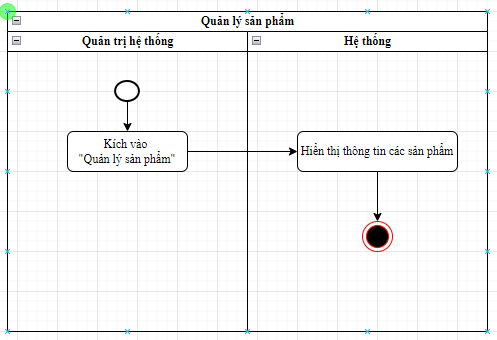 Quản lý sản phẩm
Quản trị hệ thống
Hệ thống
Kích vào
"Quản lý sản phẩm"
Hiển thị thông tin các sản phẩm